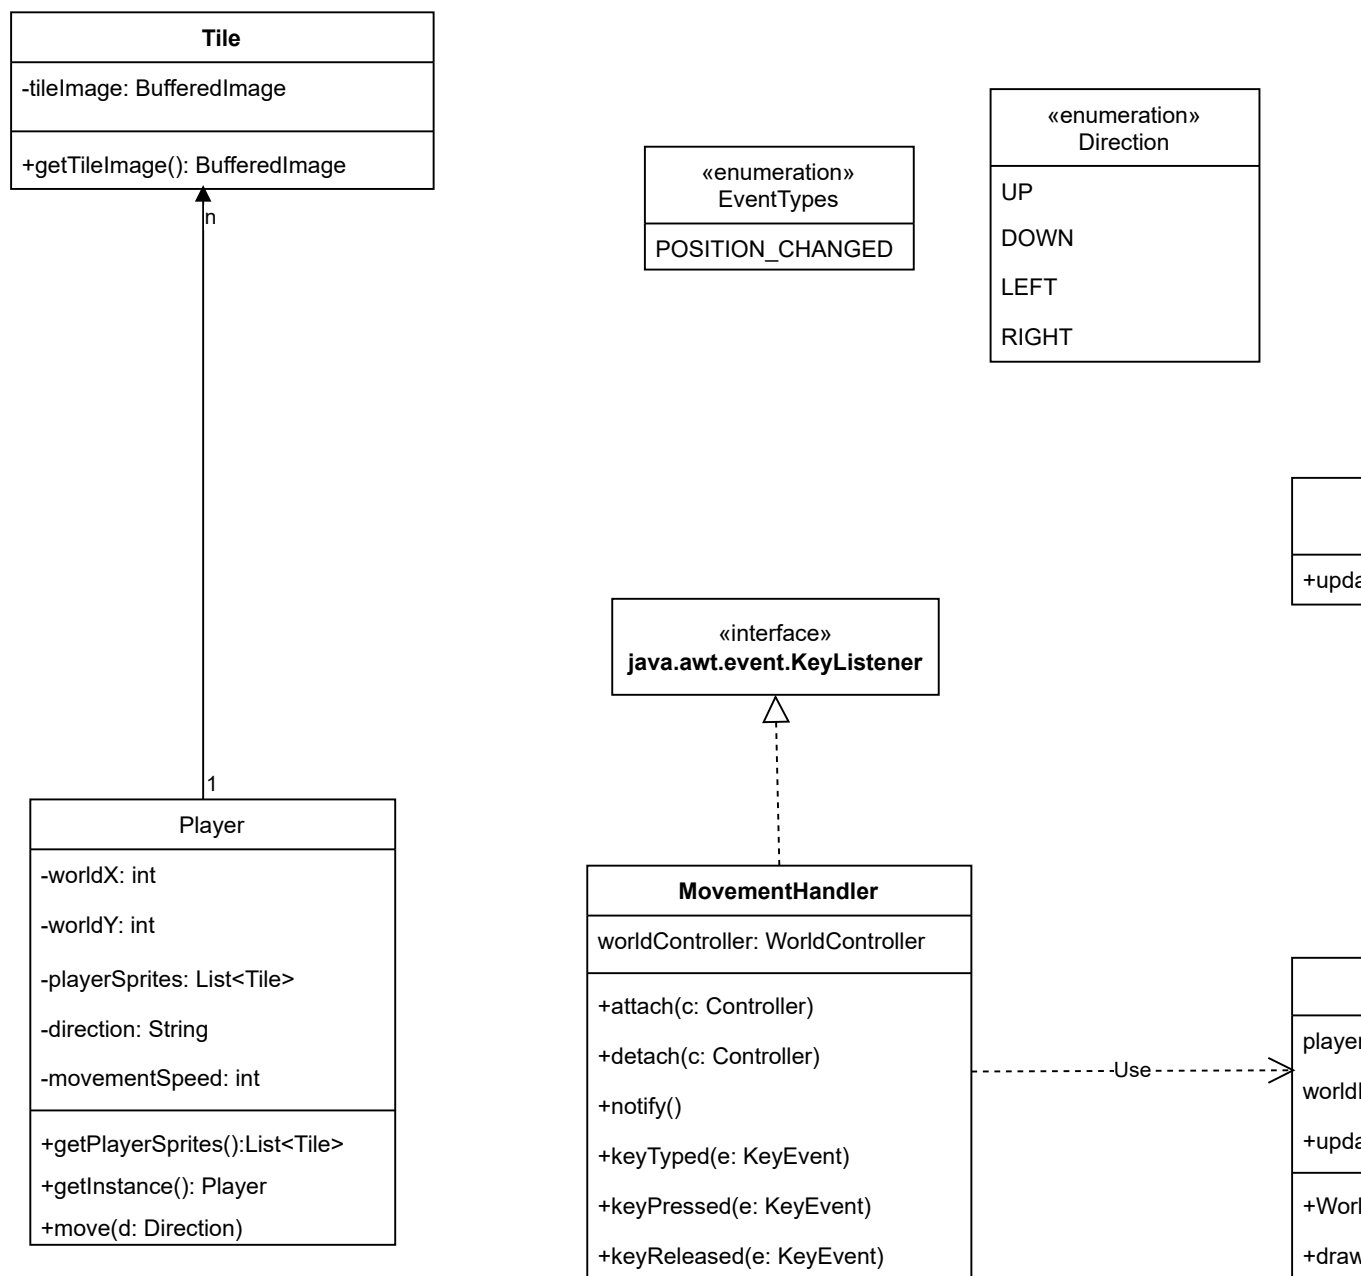 Tile
-tileImage: BufferedImage
+getTileImage(): BufferedImage
n
1
Player
-worldX: int
-worldY: int
-playerSprites: List<Tile>
-direction: String
-movementSpeed: int
+getPlayerSprites():List<Tile>
+getInstance(): Player
+move(d: Direction)
«enumeration»
EventTypes
POSITION_CHANGED
«enumeration»
Direction
UP
DOWN
LEFT
RIGHT
«interface»
java.awt.event.KeyListener
MovementHandler
worldController: WorldController
+attach(c: Controller)
+detach(c: Controller)
+notify()
+keyTyped(e: KeyEvent)
+keyPressed(e: KeyEvent)
+keyReleased(e: KeyEvent)
Use